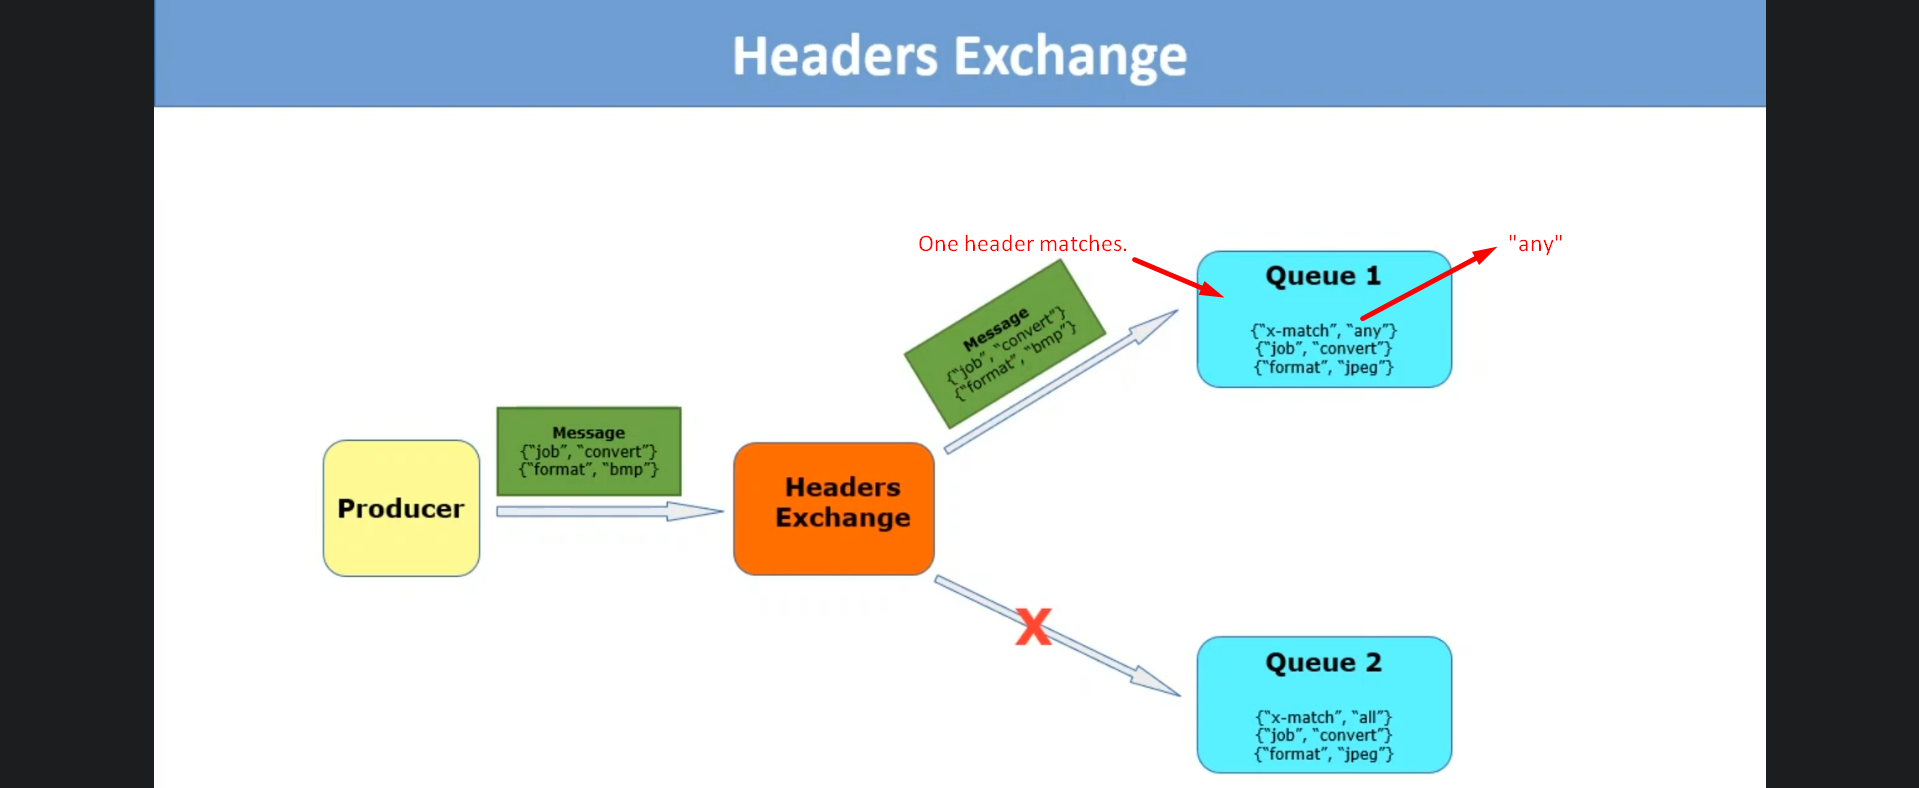 Headers Exchange
One header matches.
"any"
Queue 1
{“x-match”, “any”}
{“job”, “convert”}
{“format”, “jpeg”}
Message
{“job”, “convert”}
{“format”, “bmp”}
Message
{“job”, “convert”}
{“format”, “bmp”}
Producer
Headers
Exchange
X
Queue 2
{“x-match”, “all”}
{“job”, “convert”}
{“format”, “jpeg”}